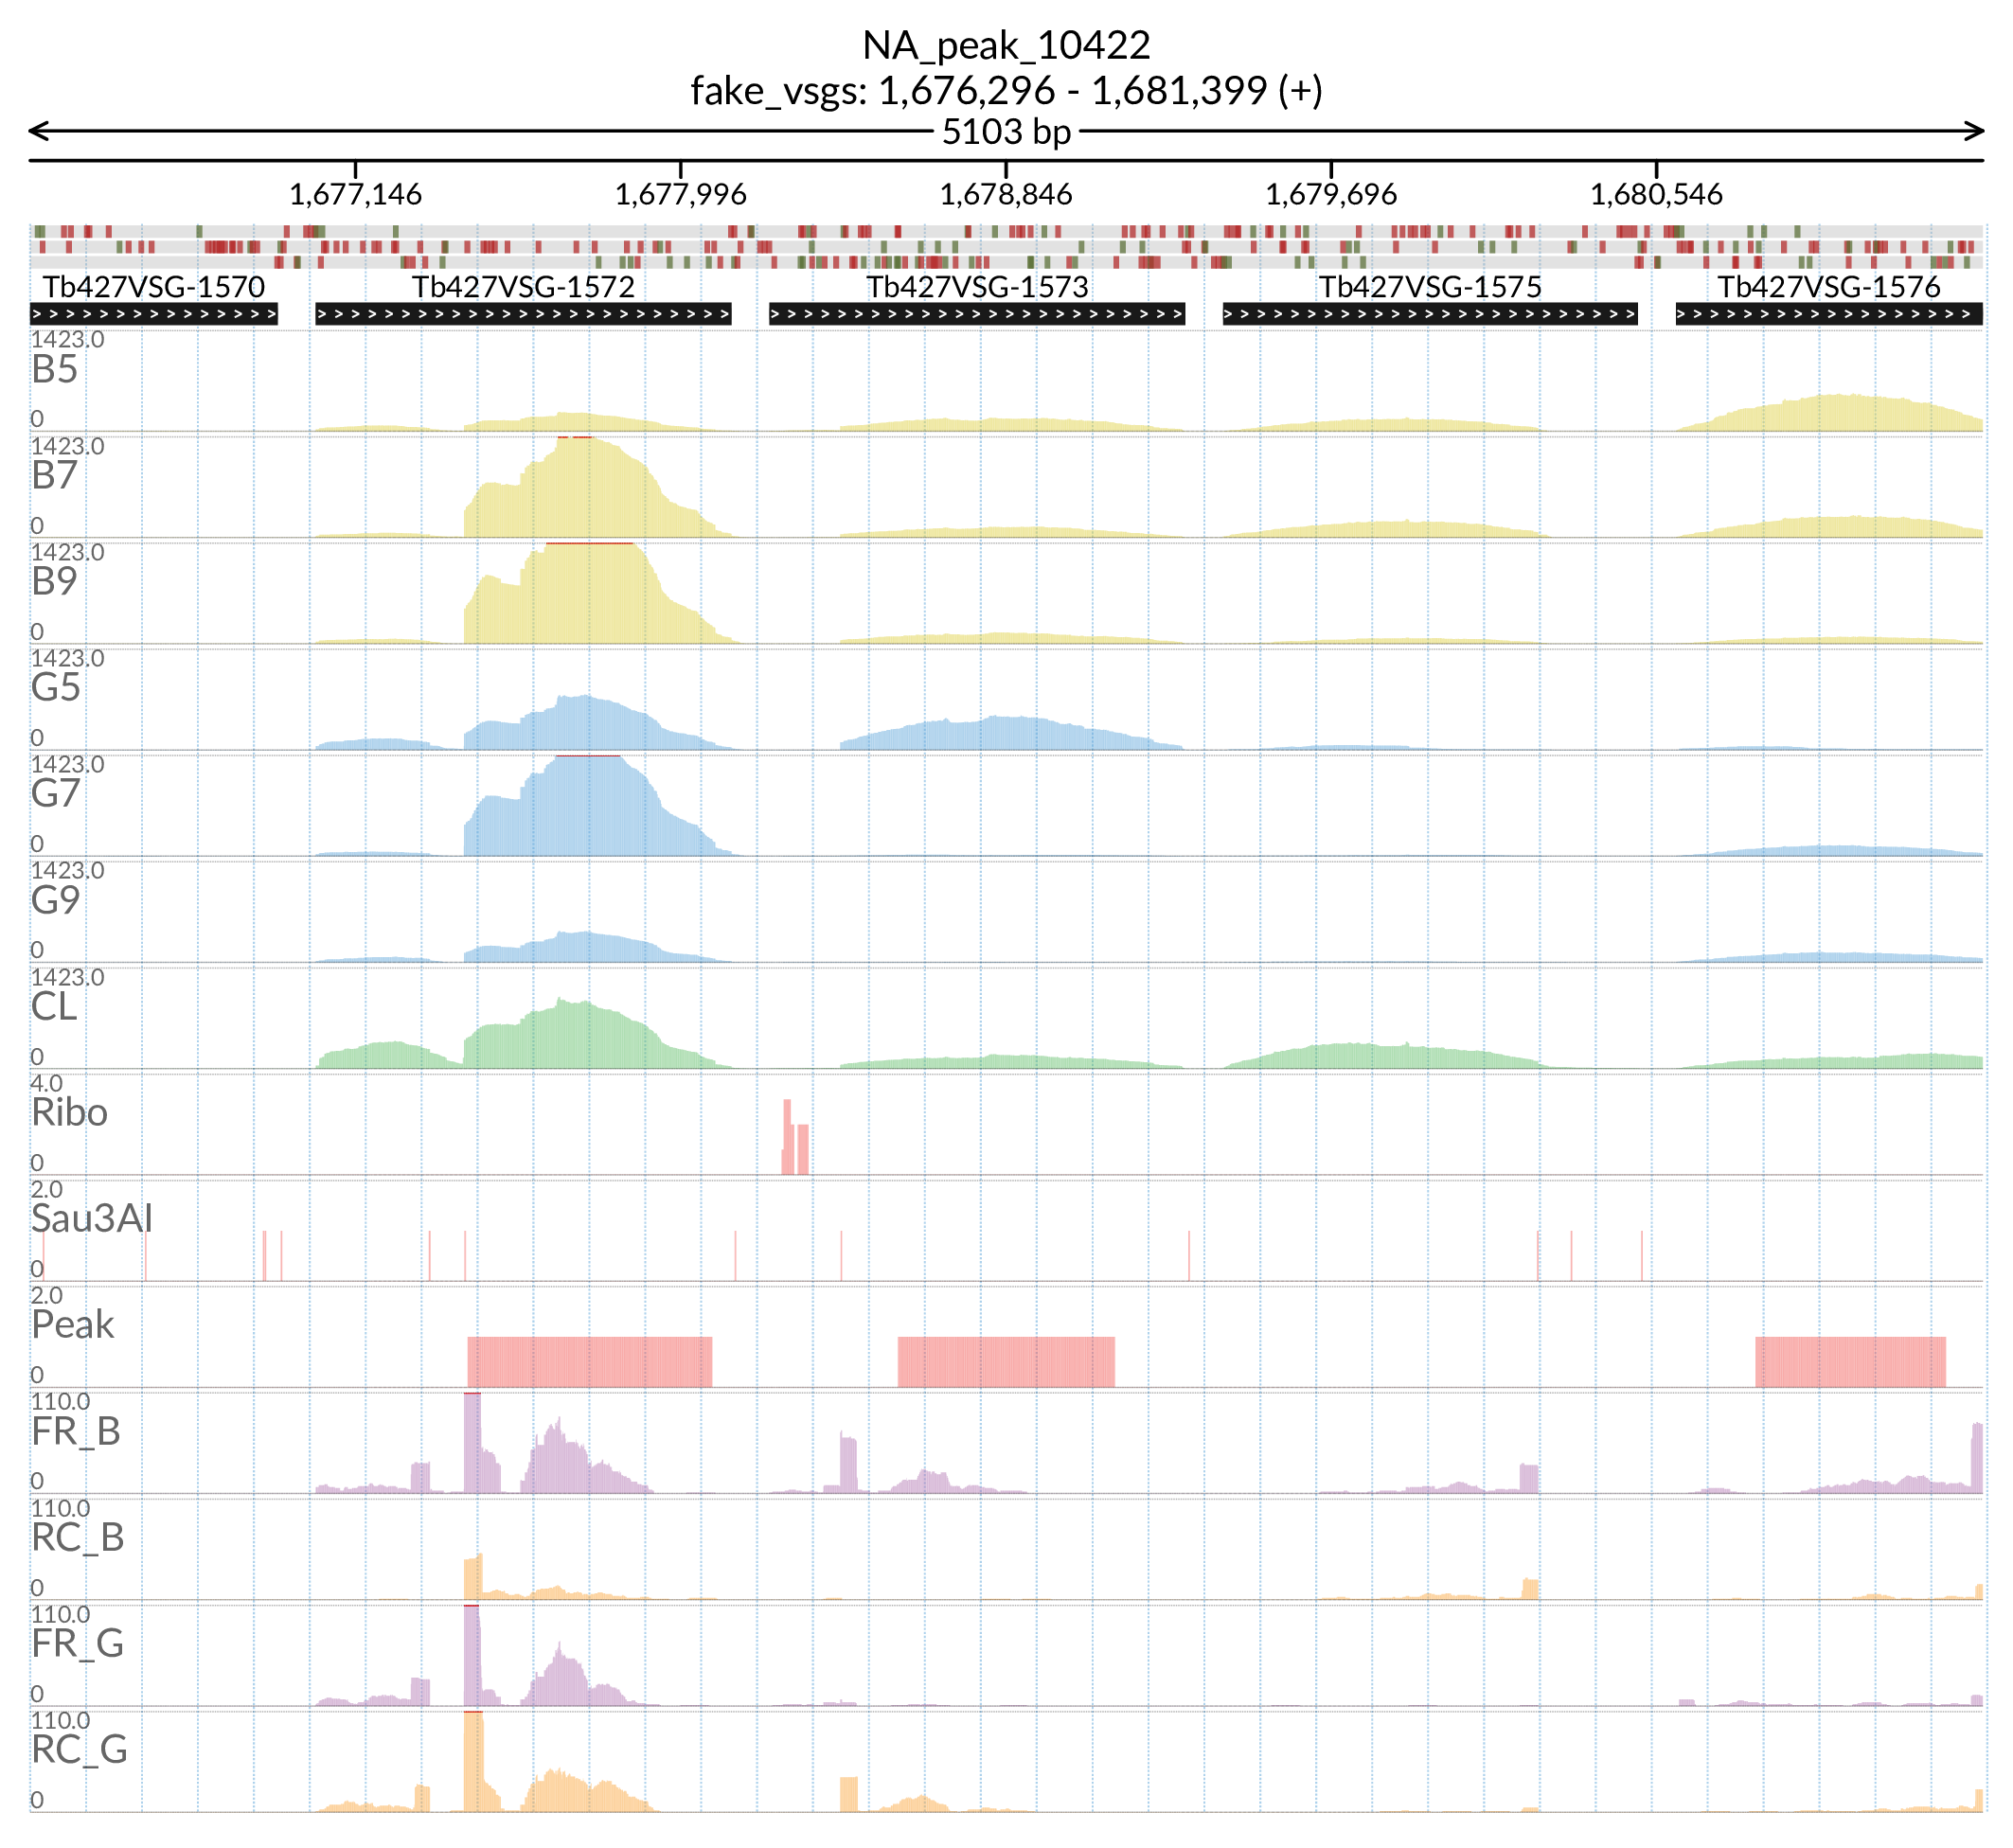 NA_peak_10422
fake_vsgs: 1,676,296 - 1,681,399 (+)
5103 bp
1,677,146 1,677,996 1,678,846 1,679,696 1,680,546
Tb427VSG-1570 Tb427VSG-1572 Tb427VSG-1573 Tb427VSG-1575 Tb427VSG-1576
1423.0
B5
0
1423.0
B7
0
1423.0
B9
0
1423.0
G5
0
1423.0
G7
0
1423.0
G9
0
1423.0
CL
0
4.0
Ribo
0
2.0
Sau3AI
0
2.0
Peak
0
110.0
FR_B
0
110.0
RC_B
0
110.0
FR_G
0
110.0
RC_G
0